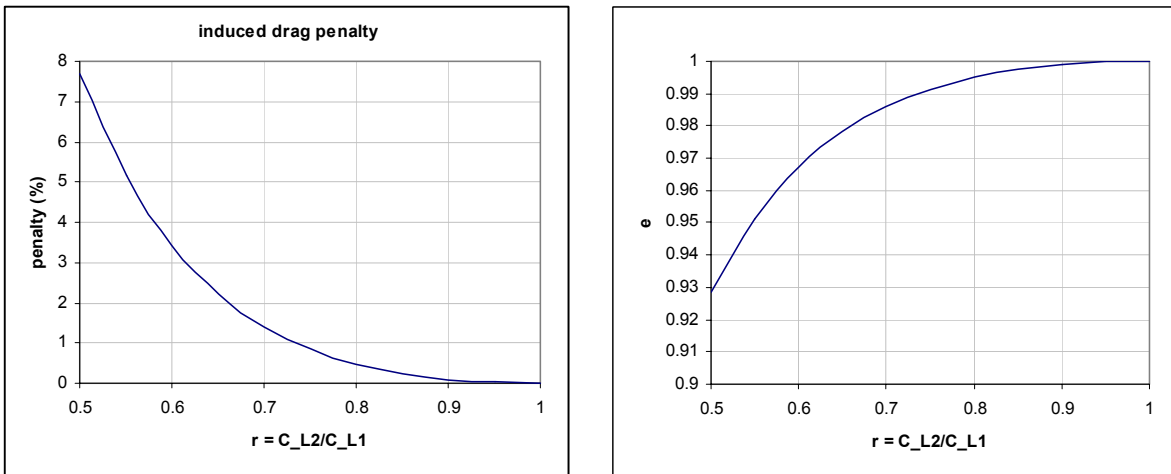 induced drag penalty
8
7
6
5
4
3
2
1
0
penalty (%)
0.5 0.6 0.7 0.8 0.9 1
r = C_L2/C_L1
1
0.99
0.98
0.97
0.96
0.95
0.94
0.93
0.92
0.91
0.9
e
0.5 0.6 0.7 0.8 0.9 1
r = C_L2/C_L1